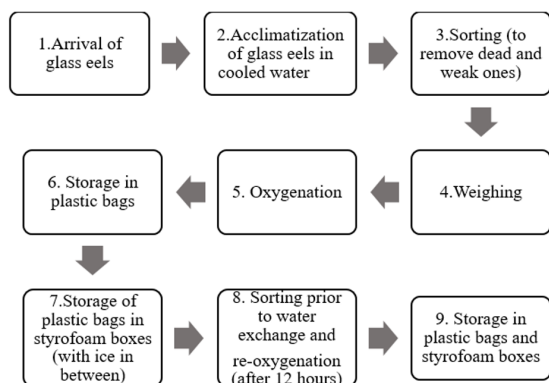 1.Arrival of
glass eels
2.Acclimatization
of glass eels in
cooled water
3.Sorting (to
remove dead and
weak ones)
4.Weighing
5. Oxygenation
6. Storage in
plastic bags
7.Storage of
plastic bags in
styrofoam boxes
(with ice in
between)
8. Sorting prior
to water
exchange and
re-oxygenation
(after 12 hours)
9. Storage in
plastic bags and
styrofoam boxes